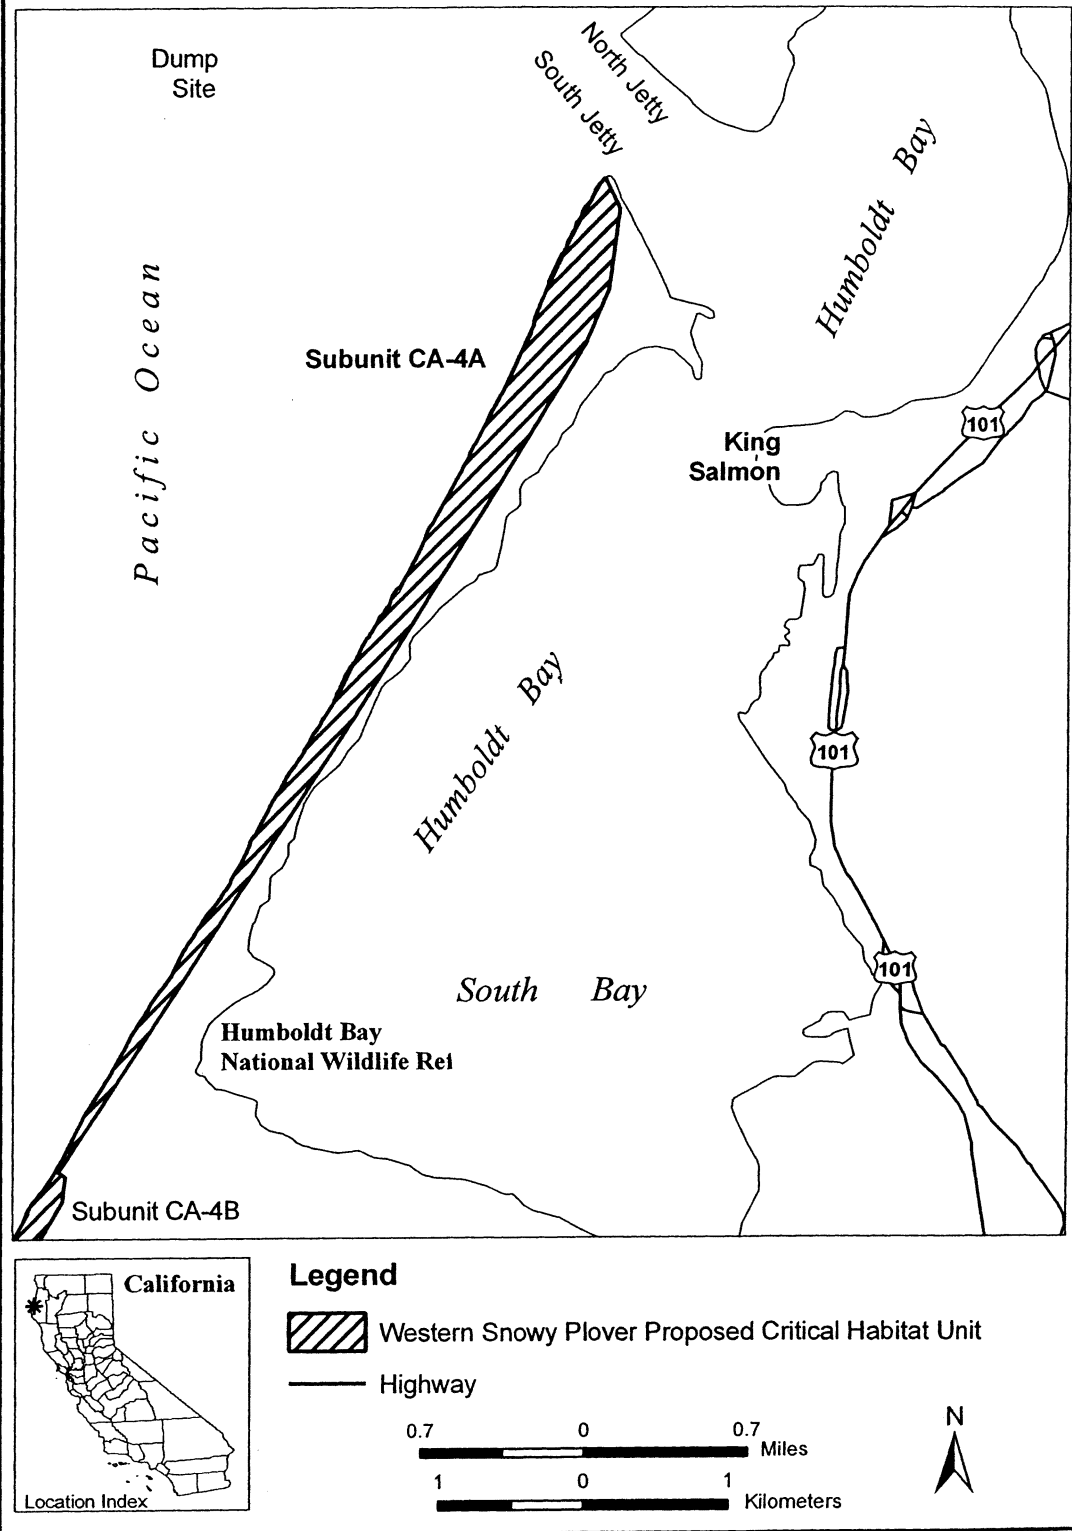 Dump
Site
North Jetty
South Jetty
Humboldt Bay
Pacific Ocean
Subunit CA-4A
101
King
Salmon
Humboldt Bay
101
101
South Bay
Humboldt Bay
National Wildlife Rel
Subunit CA-4B
California
Location Index
Legend
Western Snowy Plover Proposed Critical Habitat Unit
Highway
0.7 0 0.7
Miles
1 0 1
Kilometers
N